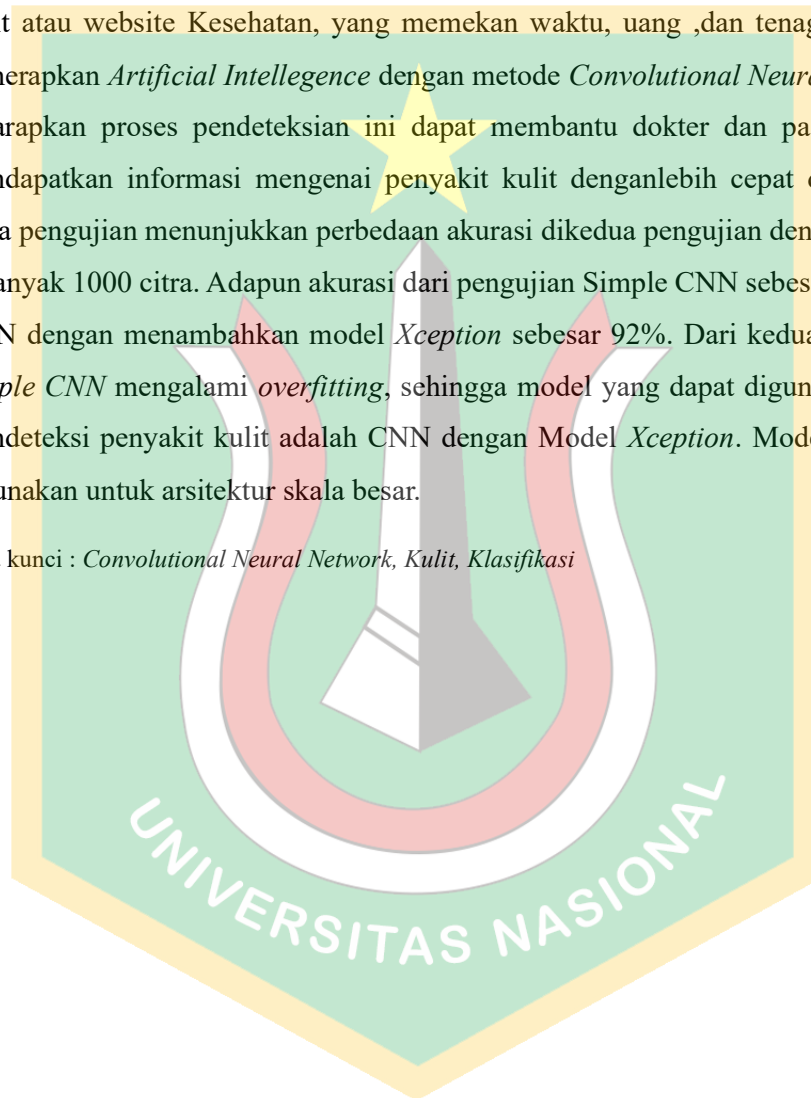 it atau website Kesehatan, yang memekan waktu, uang ,dan tenag
nerapkan Artificial Intellegence dengan metode Convolutional Neura
arapkan proses pendeteksian ini dapat membantu dokter dan pa
ndapatkan informasi mengenai penyakit kulit denganlebih cepat d
a pengujian menunjukkan perbedaan akurasi dikedua pengujian den
anyak 1000 citra. Adapun akurasi dari pengujian Simple CNN sebes
N dengan menambahkan model Xception sebesar 92%. Dari kedua
ple CNN mengalami overfitting, sehingga model yang dapat digun
ndeteksi penyakit kulit adalah CNN dengan Model Xception. Mode
unakan untuk arsitektur skala besar.
kunci : Convolutional Neural Network, Kulit, Klasifikasi
UNIVERSITAS NASIONAL